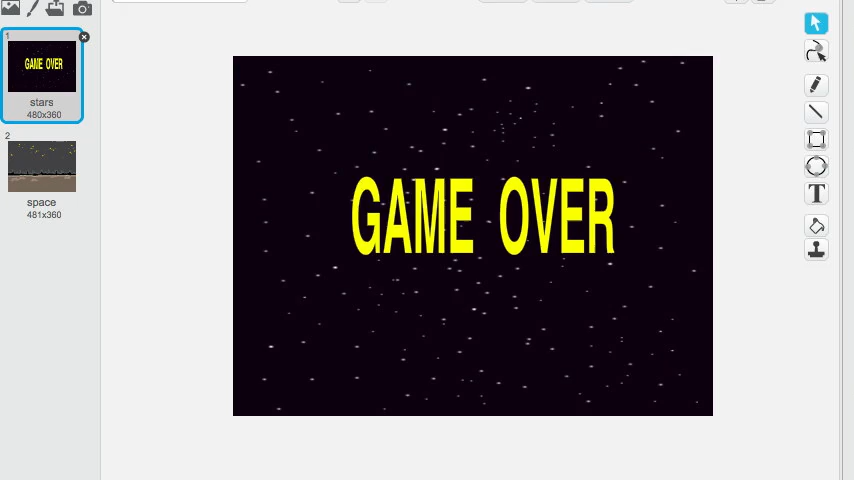 1
GAME OVER
stars
480x360
2
space
481x360
GAME OVER
T